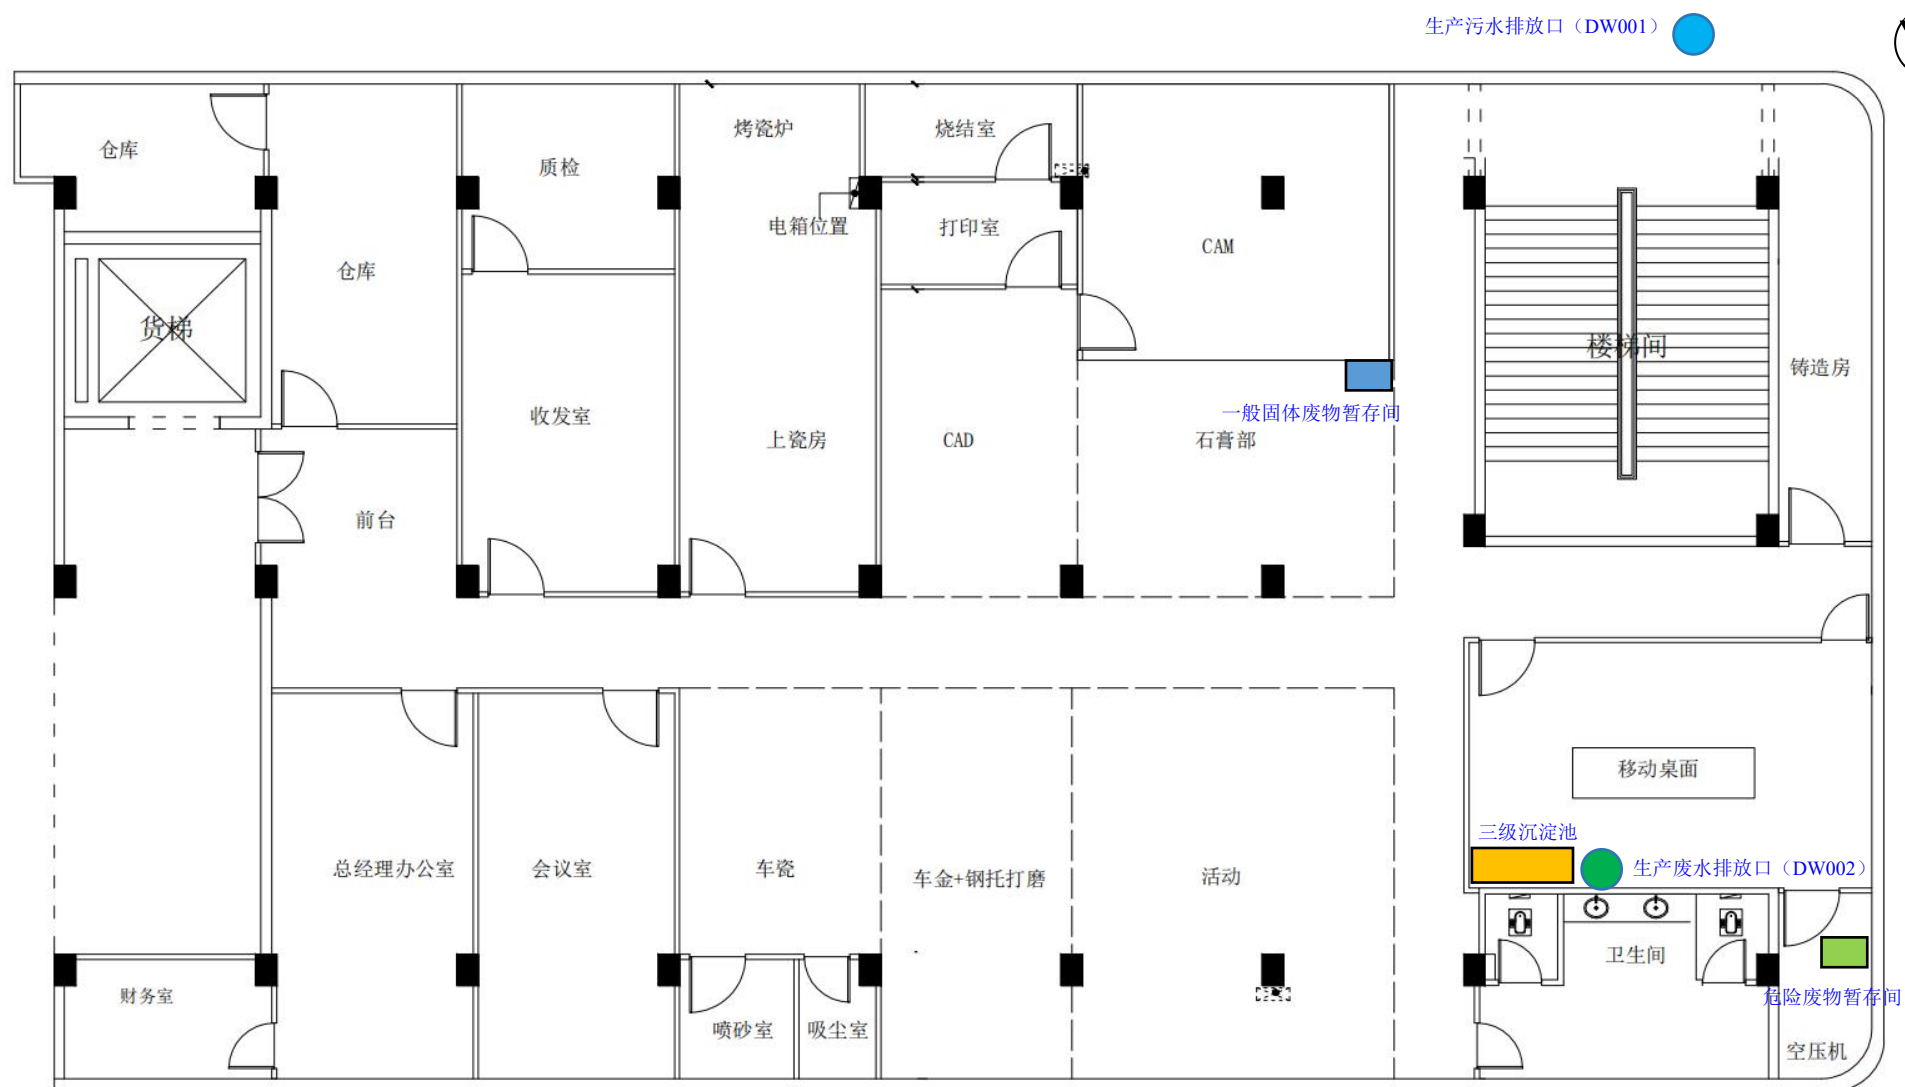 生产污水排放口（DW001）
烤瓷炉
烧结室
仓库
质检
电箱位置
打印室
CAM
仓库
货梯
楼梯间
铸造房
收发室
一般固体废物暂存间
上瓷房
CAD
石膏部
前台
移动桌面
三级沉淀池
总经理办公室
会议室
车瓷
车金+钢托打磨
活动
生产废水排放口（DW002）
卫生间
财务室
危险废物暂存间
喷砂室
吸尘室
空压机